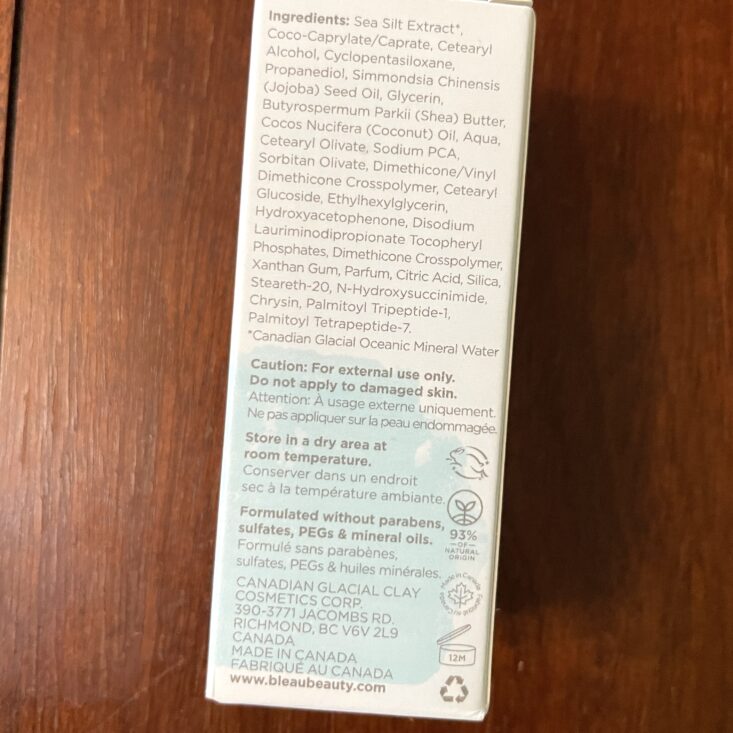 Ingredients: Sea Silt Extract*,
Coco-Caprylate/Caprate, Cetearyl
Alcohol, Cyclopentasiloxane,
Propanediol, Simmondsia Chinensis
(Jojoba) Seed Oil, Glycerin,
Butyrospermum Parkii (Shea) Butter,
Cocos Nucifera (Coconut) Oil, Aqua,
Cetearyl Olivate, Sodium PCA,
Sorbitan Olivate, Dimethicone/Vinyl
Dimethicone Crosspolymer, Cetearyl
Glucoside, Ethylhexylglycerin,
Hydroxyacetophenone, Disodium
Lauriminodipropionate Tocopheryl
Phosphates, Dimethicone Crosspolymer,
Xanthan Gum, Parfum, Citric Acid, Silica,
Steareth-20, N-Hydroxysuccinimide,
Chrysin, Palmitoyl Tripeptide-1,
Palmitoyl Tetrapeptide-7.
*Canadian Glacial Oceanic Mineral Water
Caution: For external use only.
Do not apply to damaged skin.
Attention: À usage externe uniquement.
Ne pas appliquer sur la peau endommagée.
Store in a dry area at
room temperature.
Conserver dans un endroit
sec à la température ambiante.
Formulated without parabens,
sulfates, PEGs & mineral oils.
Formulé sans parabènes,
sulfates, PEGs & huiles minérales.
93%
OF
NATURAL
ORIGIN
Made in Canada
Fabriqué au Canada
CANADIAN GLACIAL CLAY
COSMETICS CORP.
390-3771 JACOMBS RD.
RICHMOND, BC V6V 2L9
CANADA
MADE IN CANADA
FABRIQUÉ AU CANADA
www.bleaubeauty.com
12M